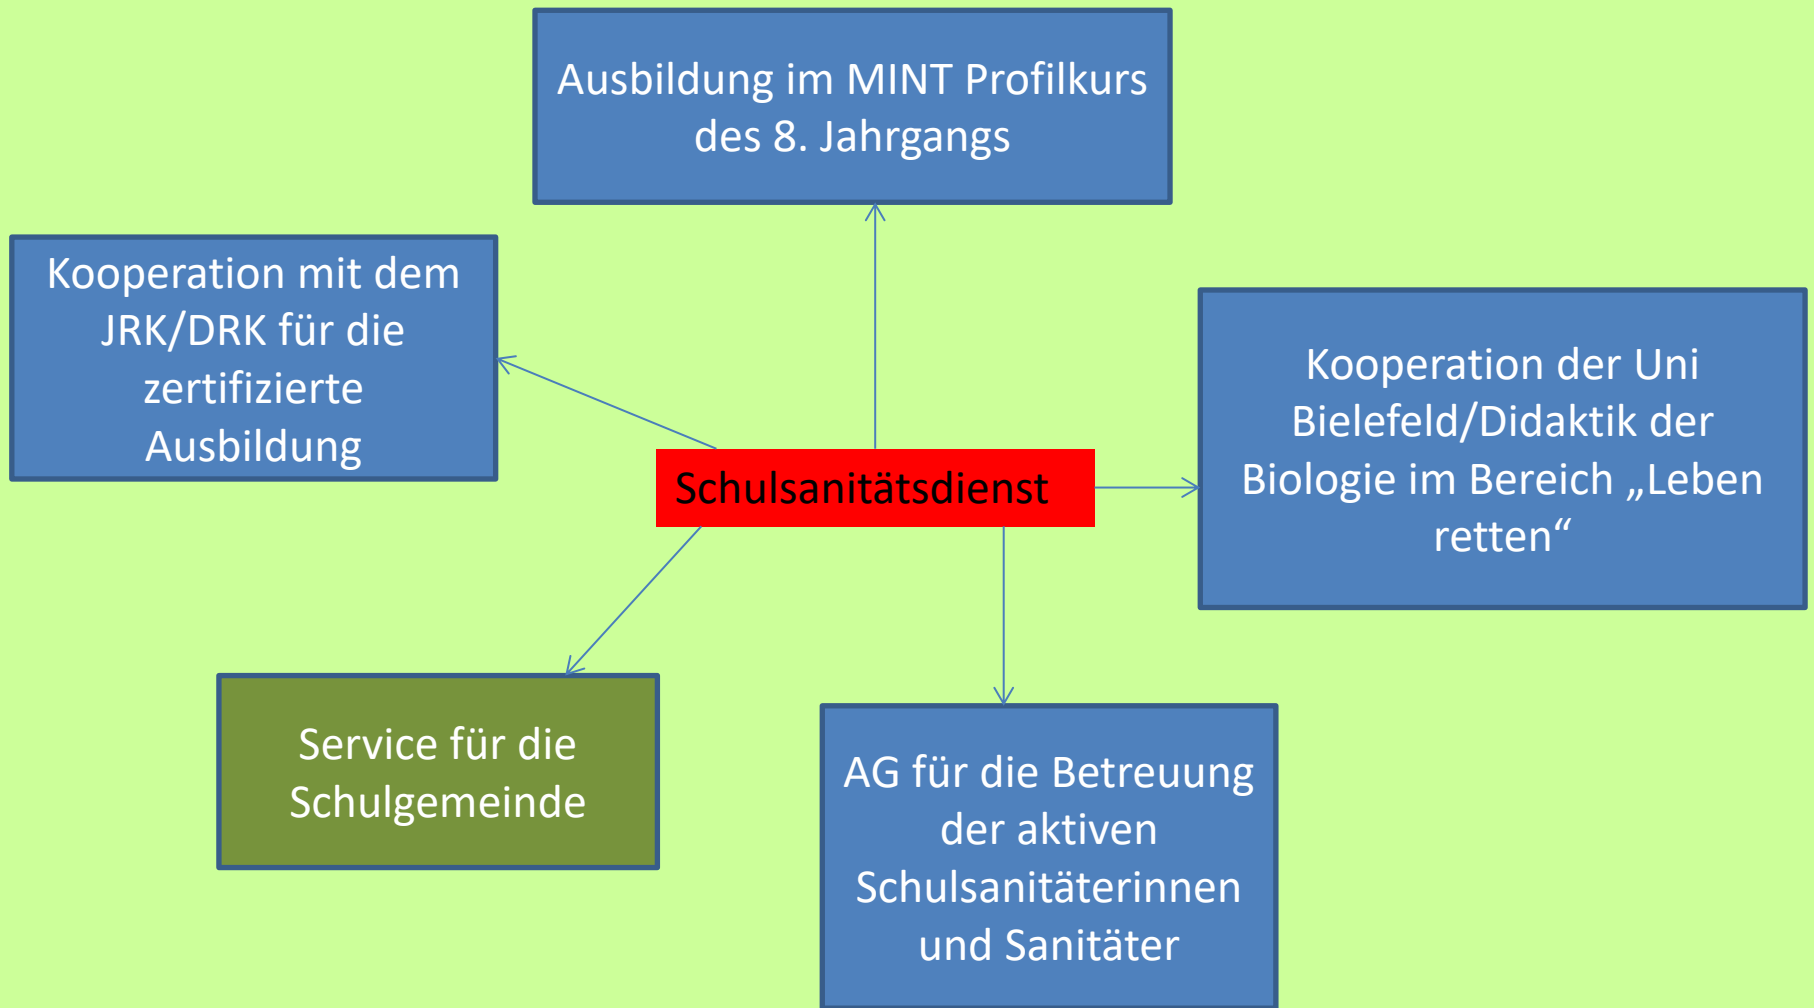 Ausbildung im MINT Profilkurs
des 8. Jahrgangs
Kooperation mit dem
JRK/DRK für die
zertifizierte
Ausbildung
Kooperation der Uni
Bielefeld/Didaktik der
Biologie im Bereich „Leben
retten“
Schulsanitätsdienst
Service für die
Schulgemeinde
AG für die Betreuung
der aktiven
Schulsanitäterinnen
und Sanitäter